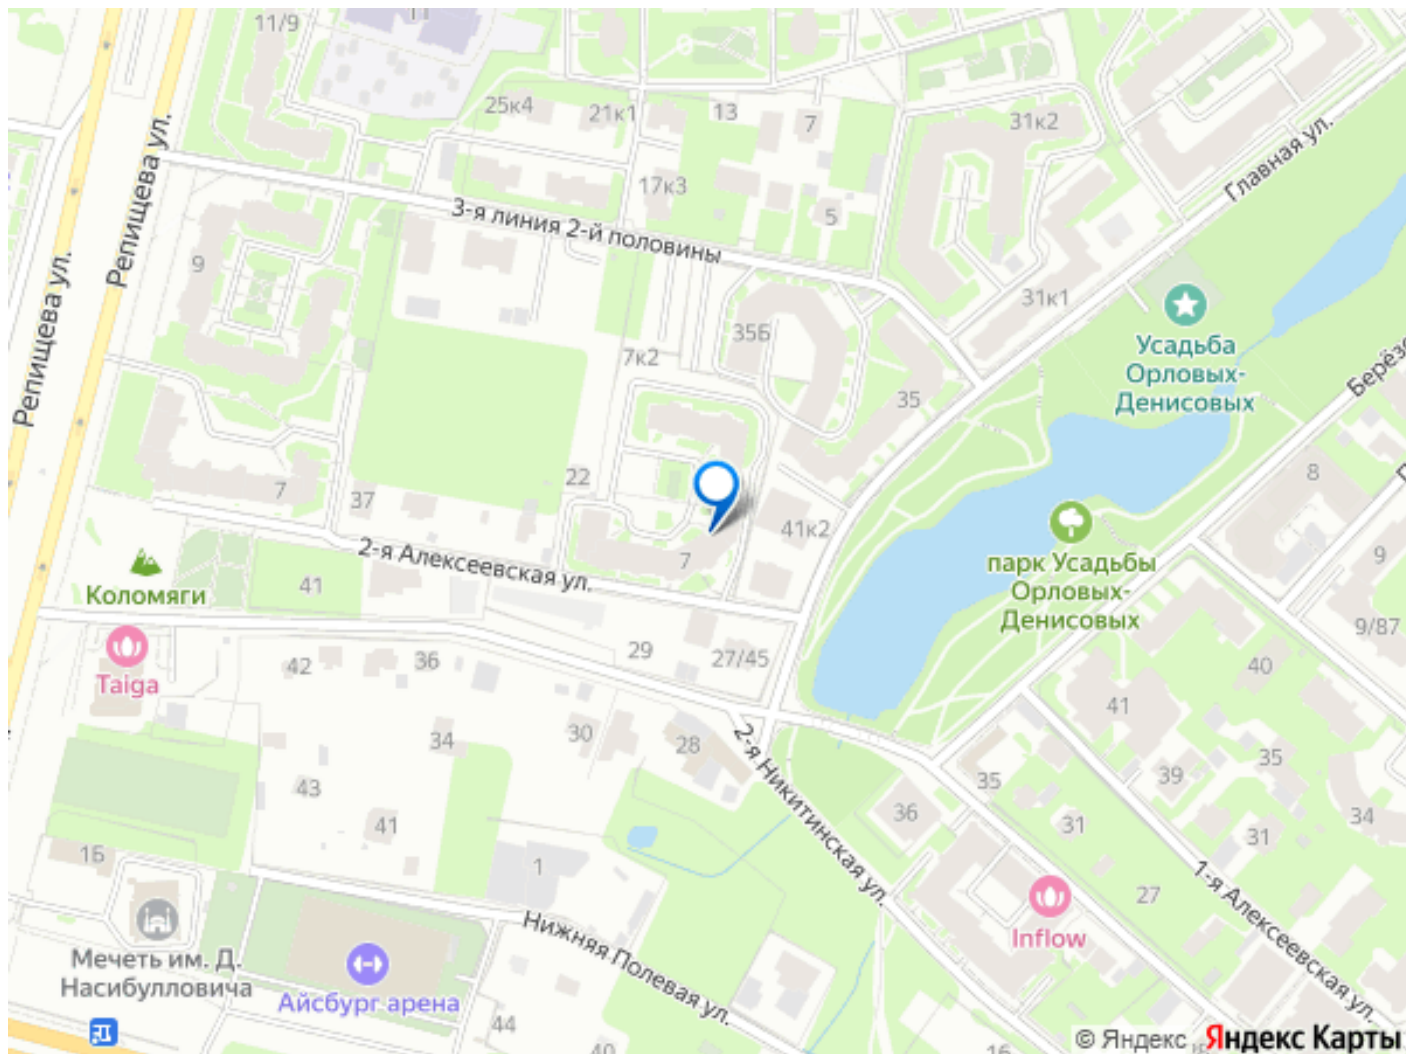 11/9
11
25к4
21к1
13
7
31к2
Главная ул.
Репищева ул.
Репищева ул.
17к3
5
3-я линия 2-й половины
9
31к1
Усадьба
Орловых-
Денисовых
35Б
7к2
35
Берёзо
22
7
37
41к2
8
парк Усадьбы
Орловых-
Денисовых
9
7
2-я Алексеевская ул.
Коломяги
41
9/87
Taiga
42
36
29
27/45
40
41
34
30
28
2-я Никитинская ул.
35
39
35
43
41
36
31
31
34
1Б
1
27
1-я Алексеевская ул.
Inflow
Нижняя Полевая ул.
Мечеть им. Д.
Насибулловича
Айсбург арена
44
40
16
© Яндекс Яндекс Карты